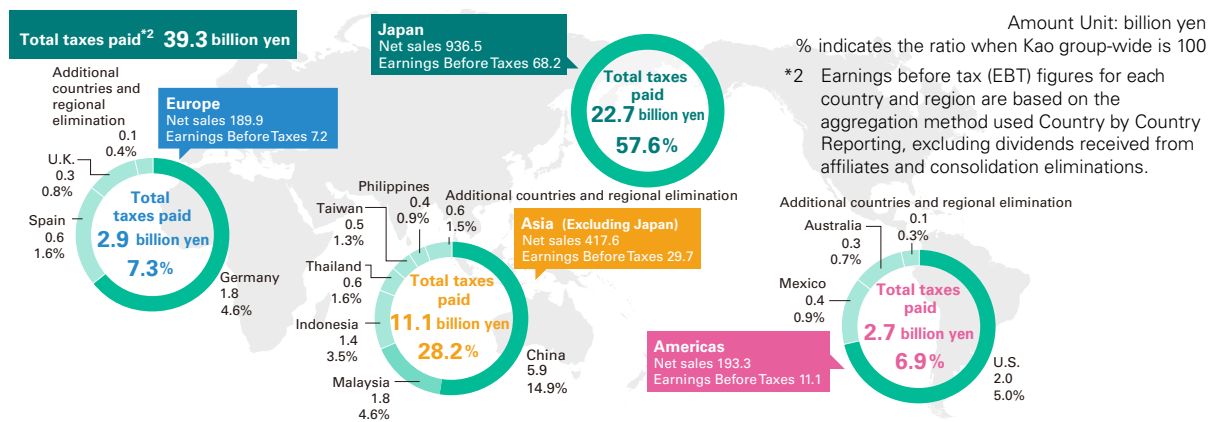 Total taxes paid*2 39.3 billion yen
Japan
Net sales 936.5
Earnings Before Taxes 68.2
Total taxes
paid
22.7 billion yen
57.6%
Amount Unit: billion yen
% indicates the ratio when Kao group-wide is 100
*2 Earnings before tax (EBT) figures for each
country and region are based on the
aggregation method used Country by Country
Reporting, excluding dividends received from
affiliates and consolidation eliminations.
Additional
countries and
regional
elimination
0.1
0.4%
Europe
Net sales 189.9
Earnings Before Taxes 7.2
U.K.
0.3
0.8%
Spain
0.6
1.6%
Total
taxes paid
2.9 billion yen
7.3%
Germany
1.8
4.6%
Philippines
0.4
0.9%
Additional countries and regional elimination
0.6
1.5%
Taiwan
0.5
1.3%
Asia (Excluding Japan)
Net sales 417.6
Earnings Before Taxes 29.7
Thailand
0.6
1.6%
Indonesia
1.4
3.5%
Malaysia
1.8
4.6%
Total taxes
paid
11.1 billion yen
28.2%
China
5.9
14.9%
Additional countries and regional elimination
0.1
0.3%
Australia
0.3
0.7%
Mexico
0.4
0.9%
Total taxes
paid
2.7 billion yen
6.9%
Americas
Net sales 193.3
Earnings Before Taxes 11.1
U.S.
2.0
5.0%